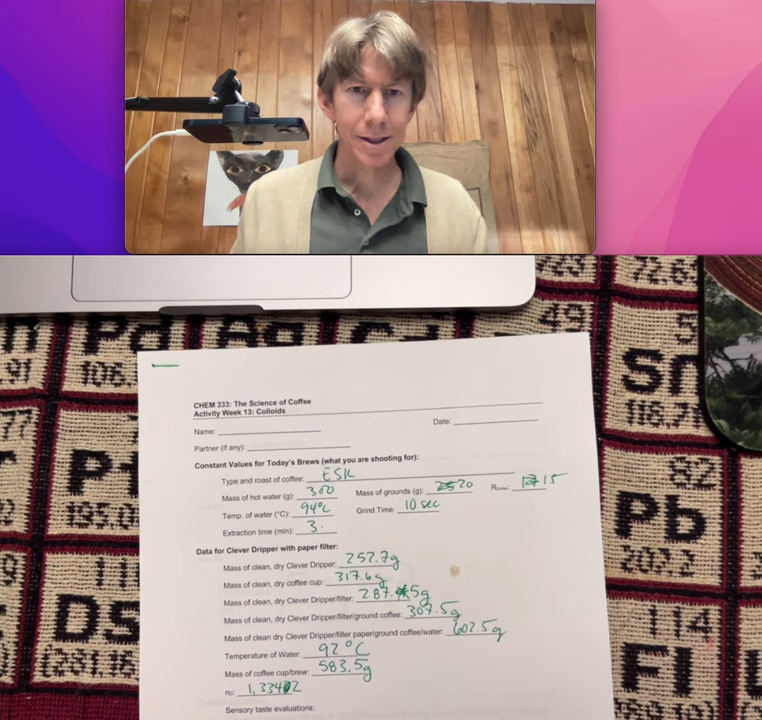 49
5
.91
106.
Pd
Ag
Sn
118.71
77
CHEM 333: The Science of Coffee
Activity Week 13: Colloids
Name:
Date:
Partner (if any):
Constant Values for Today's Brews (what you are shooting for):
Type and roast of coffee: ESK
Mass of hot water (g): 300 Mass of grounds (g): 20 Rbrew: 15
Temp. of water (°C): 94°C Grind Time: 10 sec
Extraction time (min): 3.
Data for Clever Dripper with paper filter:
Mass of clean, dry Clever Dripper: 252.7g
Mass of clean, dry coffee cup: 317.6g
Mass of clean, dry Clever Dripper/filter: 287.5g
Mass of clean, dry Clever Dripper/filter/ground coffee: 307.5g
Mass of clean dry Clever Dripper/filter paper/ground coffee/water: 602.5g
Temperature of Water: 92°C
Mass of coffee cup/brew: 583.5g
nD: 1.3342
Sensory taste evaluations:
P
195.0
82
Pb
207.2
Ds
(281.16
114
Fl